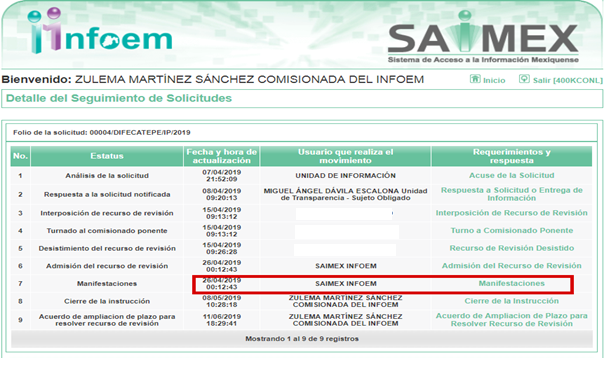 infoem
SAIMEX
Sistema de Acceso a la Información Mexiquense
Bienvenido: ZULEMA MARTÍNEZ SÁNCHEZ COMISIONADA DEL INFOEM
Inicio Salir [400KCONL]
Detalle del Seguimiento de Solicitudes
Folio de la solicitud: 00004/DIFECATEPE/IP/2019
No. Estatus Fecha y hora de actualización Usuario que realiza el movimiento Requerimientos y respuesta
1 Análisis de la solicitud 07/04/2019 21:52:09 UNIDAD DE INFORMACIÓN Acuse de la Solicitud
2 Respuesta a la solicitud notificada 08/04/2019 09:20:13 MIGUEL ÁNGEL DÁVILA ESCALONA Unidad de Transparencia - Sujeto Obligado Respuesta a Solicitud o Entrega de Información
3 Interposición de recurso de revisión 15/04/2019 09:13:12 Interposición de Recurso de Revisión
4 Turnado al comisionado ponente 15/04/2019 09:13:12 Turno a Comisionado Ponente
5 Desistimiento del recurso de revisión 15/04/2019 09:26:28 Recurso de Revisión Desistido
6 Admisión del recurso de revisión 26/04/2019 00:12:43 SAIMEX INFOEM Admisión del Recurso de Revisión
7 Manifestaciones 26/04/2019 00:12:43 SAIMEX INFOEM Manifestaciones
8 Cierre de la instrucción 08/05/2019 10:28:18 ZULEMA MARTÍNEZ SÁNCHEZ COMISIONADA DEL INFOEM Cierre de la Instrucción
9 Acuerdo de ampliacion de plazo para resolver recurso de revisión 11/06/2019 18:29:41 ZULEMA MARTÍNEZ SÁNCHEZ COMISIONADA DEL INFOEM Acuerdo de Ampliacion de Plazo para Resolver Recurso de Revisión
Mostrando 1 al 9 de 9 registros